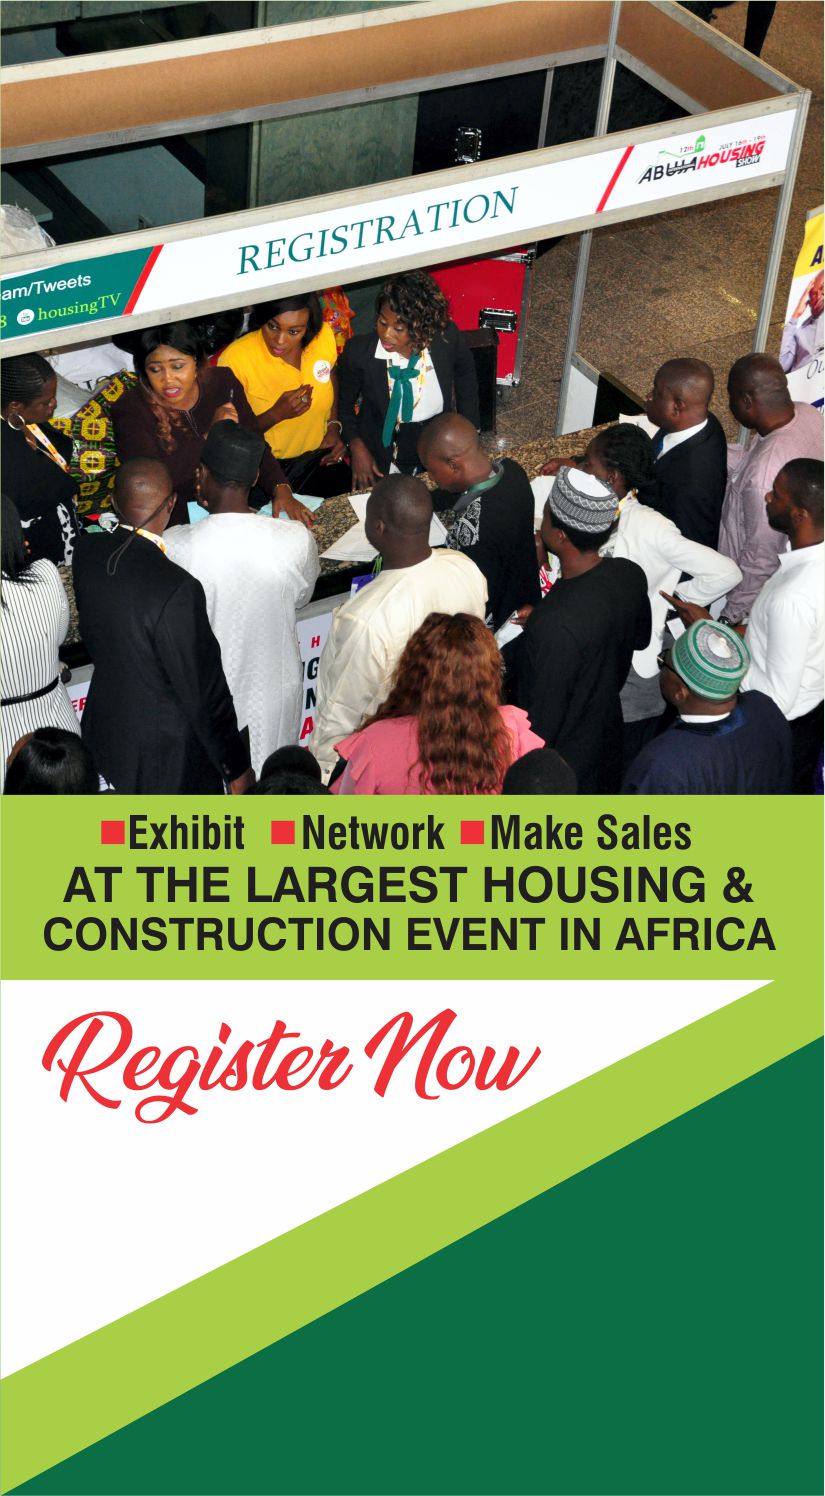 12th JULY 16th - 19th
ABUJA HOUSING
SHOW
REGISTRATION
am/Tweets
8 housingTV
H
Exhibit Network Make Sales
AT THE LARGEST HOUSING &
CONSTRUCTION EVENT IN AFRICA
Register Now